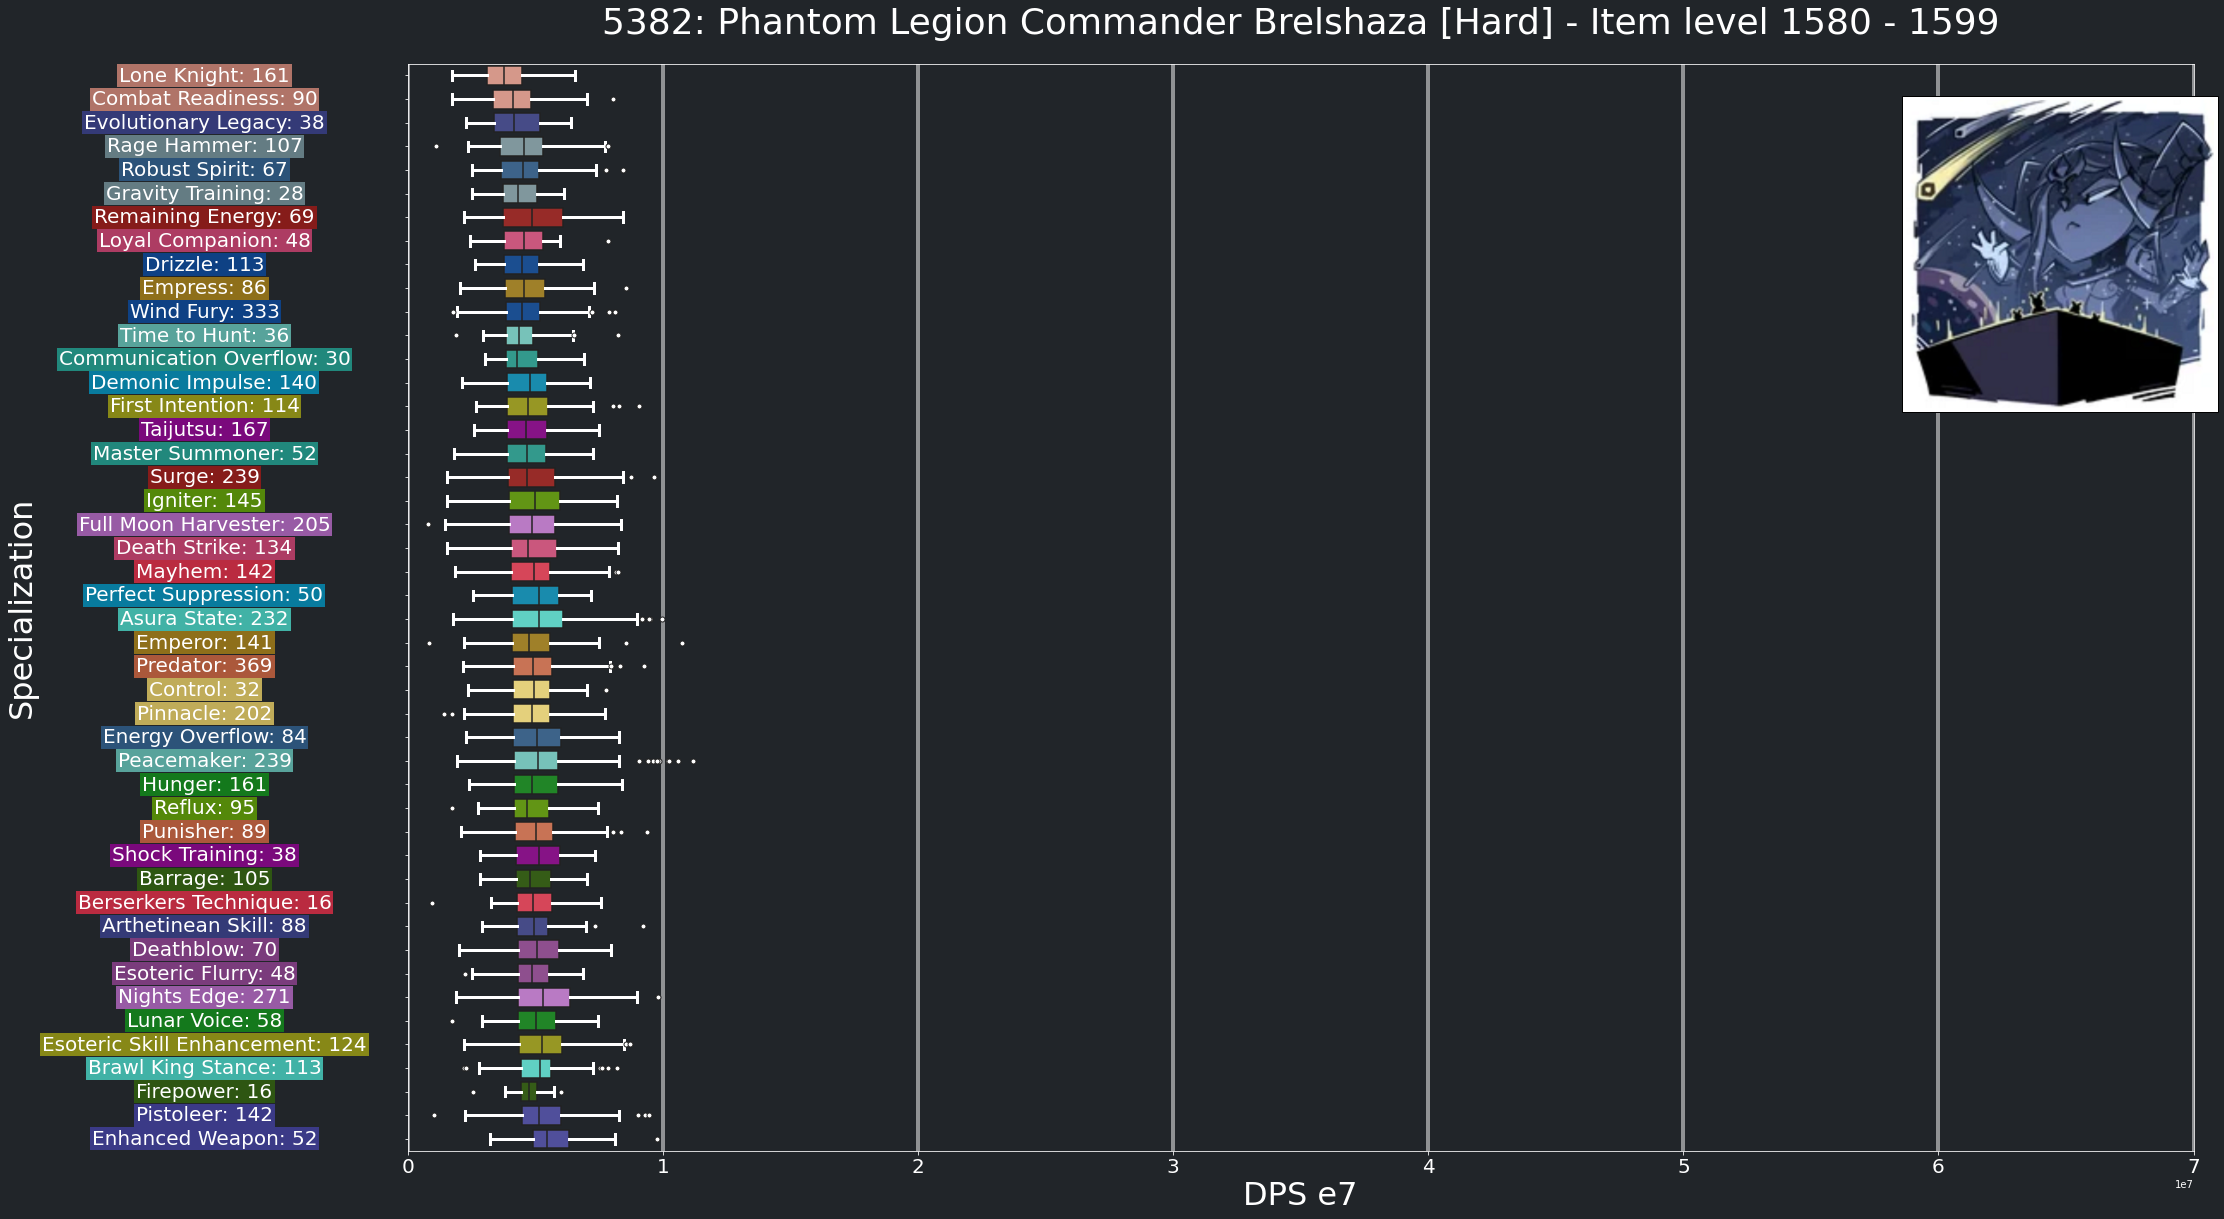 5382: Phantom Legion Commander Brelshaza [Hard] - Item level 1580 - 1599
Specialization
Lone Knight: 161
Combat Readiness: 90
Evolutionary Legacy: 38
Rage Hammer: 107
Robust Spirit: 67
Gravity Training: 28
Remaining Energy: 69
Loyal Companion: 48
Drizzle: 113
Empress: 86
Wind Fury: 333
Time to Hunt: 36
Communication Overflow: 30
Demonic Impulse: 140
First Intention: 114
Taijutsu: 167
Master Summoner: 52
Surge: 239
Igniter: 145
Full Moon Harvester: 205
Death Strike: 134
Mayhem: 142
Perfect Suppression: 50
Asura State: 232
Emperor: 141
Predator: 369
Control: 32
Pinnacle: 202
Energy Overflow: 84
Peacemaker: 239
Hunger: 161
Reflux: 95
Punisher: 89
Shock Training: 38
Barrage: 105
Berserkers Technique: 16
Arthetinean Skill: 88
Deathblow: 70
Esoteric Flurry: 48
Nights Edge: 271
Lunar Voice: 58
Esoteric Skill Enhancement: 124
Brawl King Stance: 113
Firepower: 16
Pistoleer: 142
Enhanced Weapon: 52
0 1 2 3 4 5 6 7
1e7
DPS e7